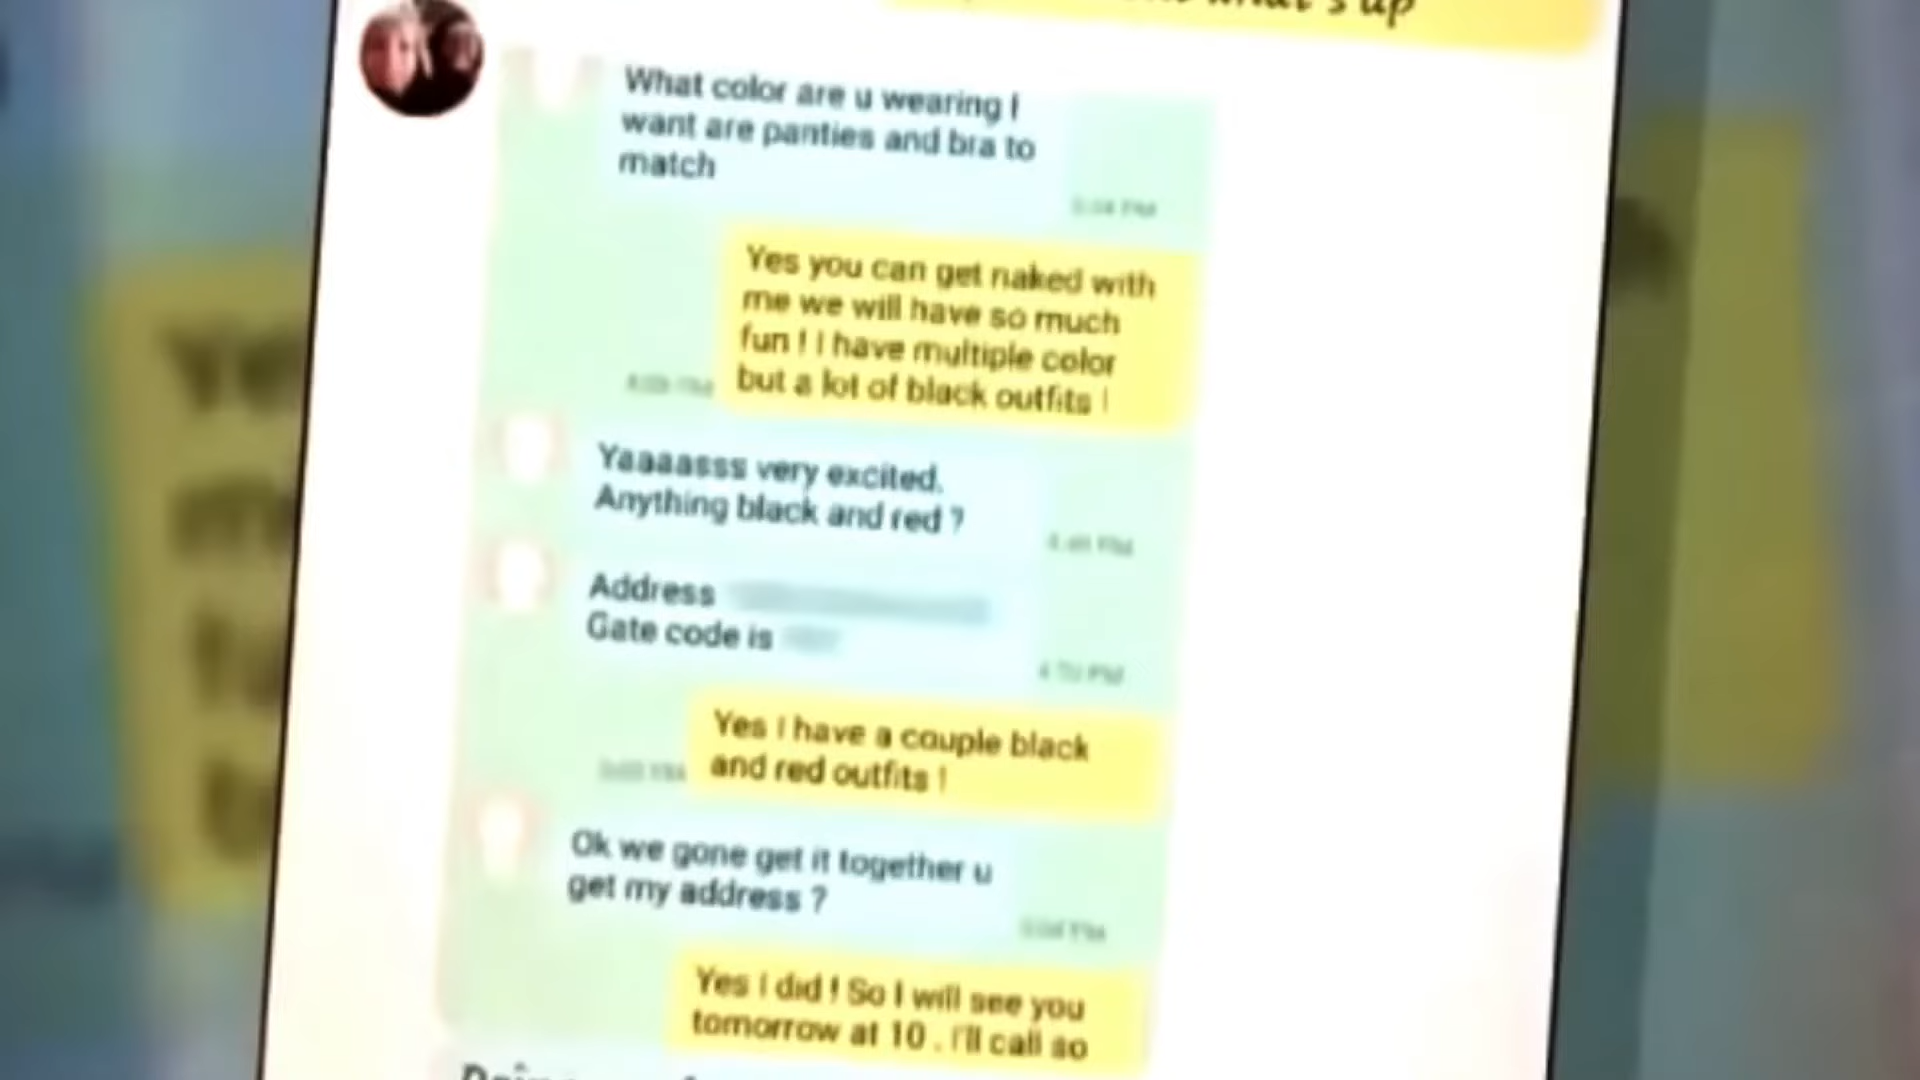 what's up
What color are u wearing I
want are panties and bra to
match
Yes you can get naked with
me we will have so much
fun ! I have multiple color
but a lot of black outfits !
Yaaaasss very excited.
Anything black and red ?
Address
Gate code is
Yes I have a couple black
and red outfits !
Ok we gone get it together u
get my address ?
Yes I did ! So I will see you
tomorrow at 10 . I'll call so